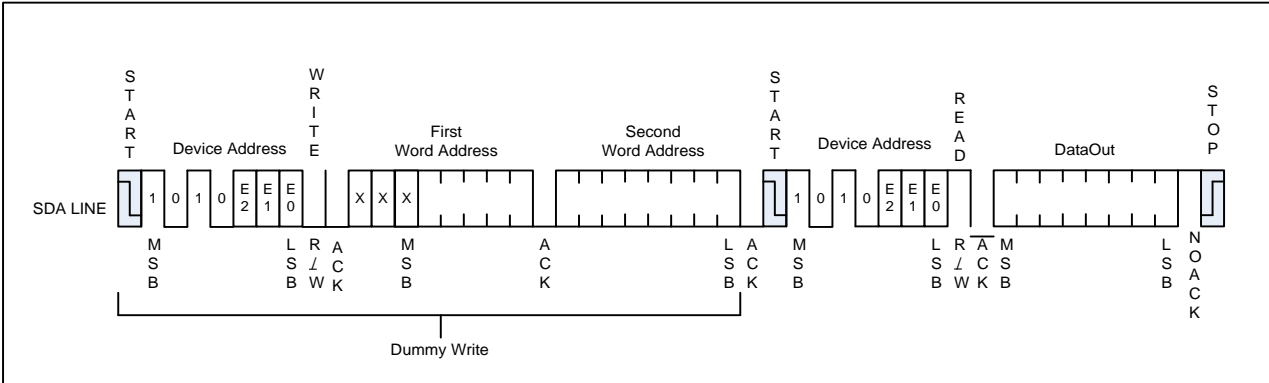 START
WRITE
START
READ
STOP
Device Address
First
Word Address
Second
Word Address
Device Address
DataOut
SDA LINE
1 0 1 0 E2 E1 E0 X X X 1 0 1 0 E2 E1 E0
MSB
LSB
R/W
ACK
MSB
ACK
LSB
ACK
MSB
LSB
R/W
ACK
MSB
LSB
NOACK
Dummy Write